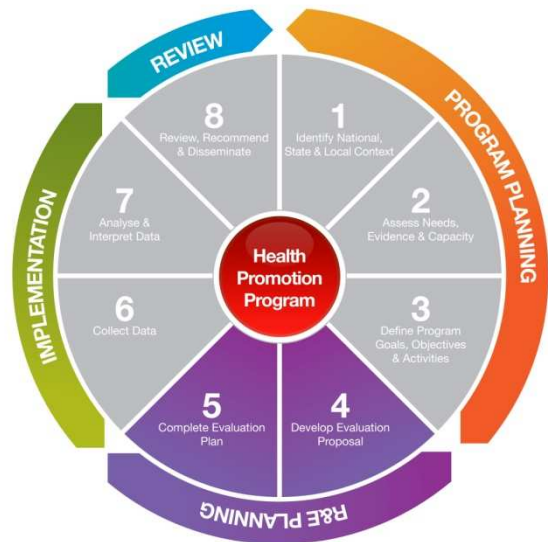 REVIEW
PROGRAM PLANNING
R&E PLANNING
IMPLEMENTATION
Health
Promotion
Program
1
Identify National,
State & Local Context
2
Assess Needs,
Evidence & Capacity
3
Define Program
Goals, Objectives
& Activities
4
Develop Evaluation
Proposal
5
Complete Evaluation
Plan
6
Collect Data
7
Analyse &
Interpret Data
8
Review, Recommend
& Disseminate